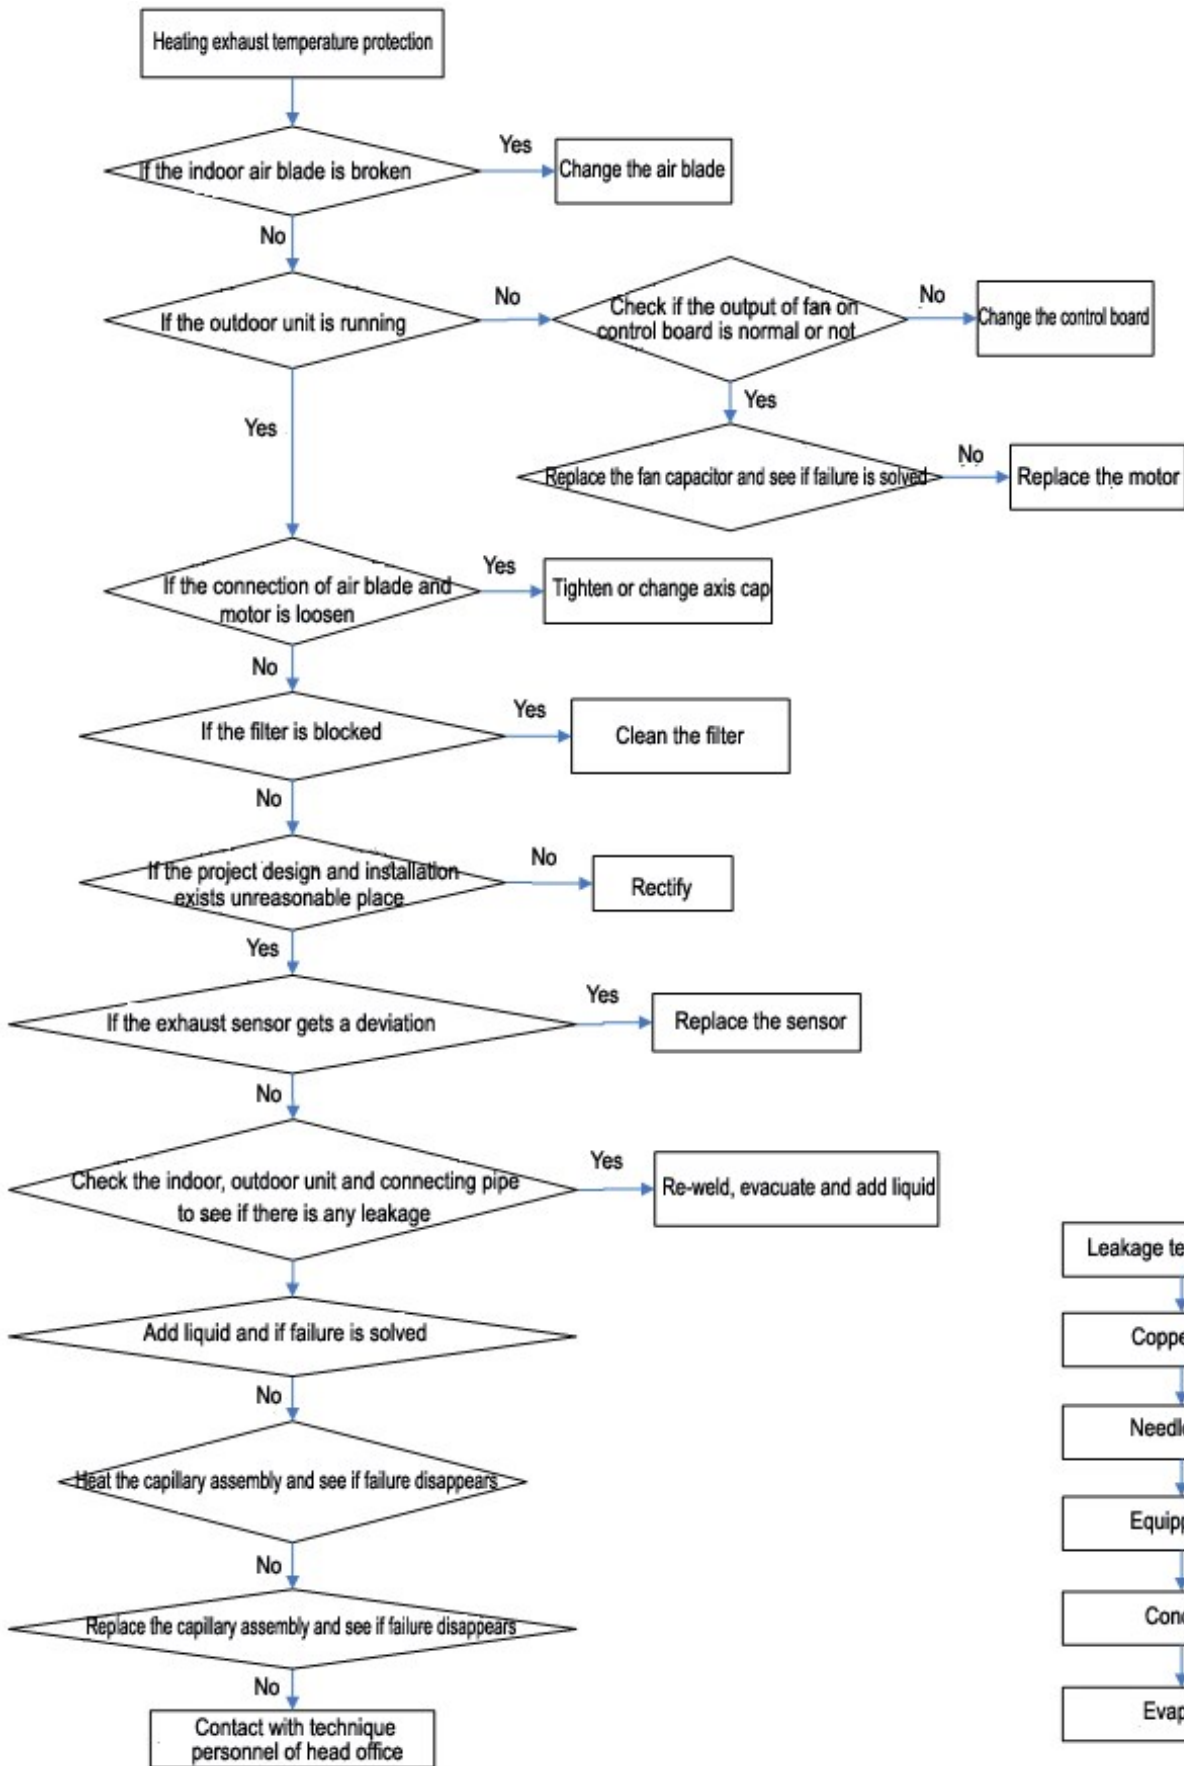 Heating exhaust temperature protection
If the indoor air blade is broken
Yes
Change the air blade
No
If the outdoor unit is running
No
Check if the output of fan on
control board is normal or not
No
Change the control board
Yes
Yes
Replace the fan capacitor and see if failure is solved
No
Replace the motor
If the connection of air blade and
motor is loosen
Yes
Tighten or change axis cap
No
If the filter is blocked
Yes
Clean the filter
No
If the project design and installation
exists unreasonable place
No
Rectify
Yes
If the exhaust sensor gets a deviation
Yes
Replace the sensor
No
Check the indoor, outdoor unit and connecting pipe
to see if there is any leakage
Yes
Re-weld, evacuate and add liquid
Add liquid and if failure is solved
No
Heat the capillary assembly and see if failure disappears
No
Replace the capillary assembly and see if failure disappears
No
Contact with technique
personnel of head office
Leakage te
Coppe
Needl
Equipp
Conc
Evap